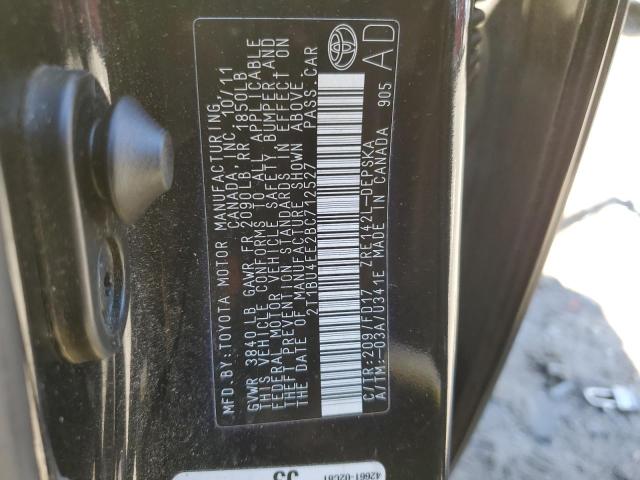 MFD.BY: TOYOTA MOTOR MANUFACTURING
CANADA, INC. 10/11
GVWR 3840LB GAWR FR 2090LB RR 1850LB
THIS VEHICLE CONFORMS TO ALL APPLICABLE
FEDERAL MOTOR VEHICLE SAFETY, BUMPER AND
THEFT PREVENTION STANDARDS IN EFFECT ON
THE DATE OF MANUFACTURE SHOWN ABOVE.
2T1BU4EE2BC712527 PASS.CAR
C/TR:209/FD17 ZRE142L-DEPSKA
A/TM:-03A/U341E MADE IN CANADA 905
AD
42661-02C81